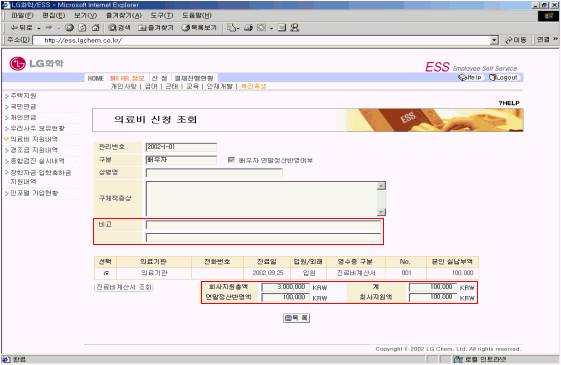 LG화학/ESS - Microsoft Internet Explorer
파일(F) 편집(E) 보기(V) 즐겨찾기(A) 도구(T) 도움말(H)
뒤로 검색 즐겨찾기 목록보기
주소(D) http://ess.lgchem.co.kr/ 이동 연결 »
LG화학
ESS Employee Self Service
HOME MY HR 정보 신 청 결재진행현황
Help Logout
개인사항 | 급여 | 근태 | 교육 | 인재개발 | 복리후생
주택지원
국민연금
개인연금
우리사주 보유현황
의료비 지원내역
경조금 지원내역
종합검진 실시내역
장학자금·입학축하금
지원내역
인포멀 가입현황
?HELP
의료비 신청 조회
ESS
관리번호 2002-I-01
구분 배우자 배우자 연말정산반영여부
상병명
구체적증상
비고
선택 의료기관 전화번호 진료일 입원/외래 영수증 구분 No. 본인 실납부액
의료기관 2002.09.25 입원 진료비계산서 001 100,000
진료비계산서 조회
회사지원총액 3,000,000 KRW 계 100,000 KRW
연말정산반영액 100,000 KRW 회사지원액 100,000 KRW
목 록
Copyright © 2002 LG Chem, Ltd. All rights reserved.
완료 로컬 인트라넷